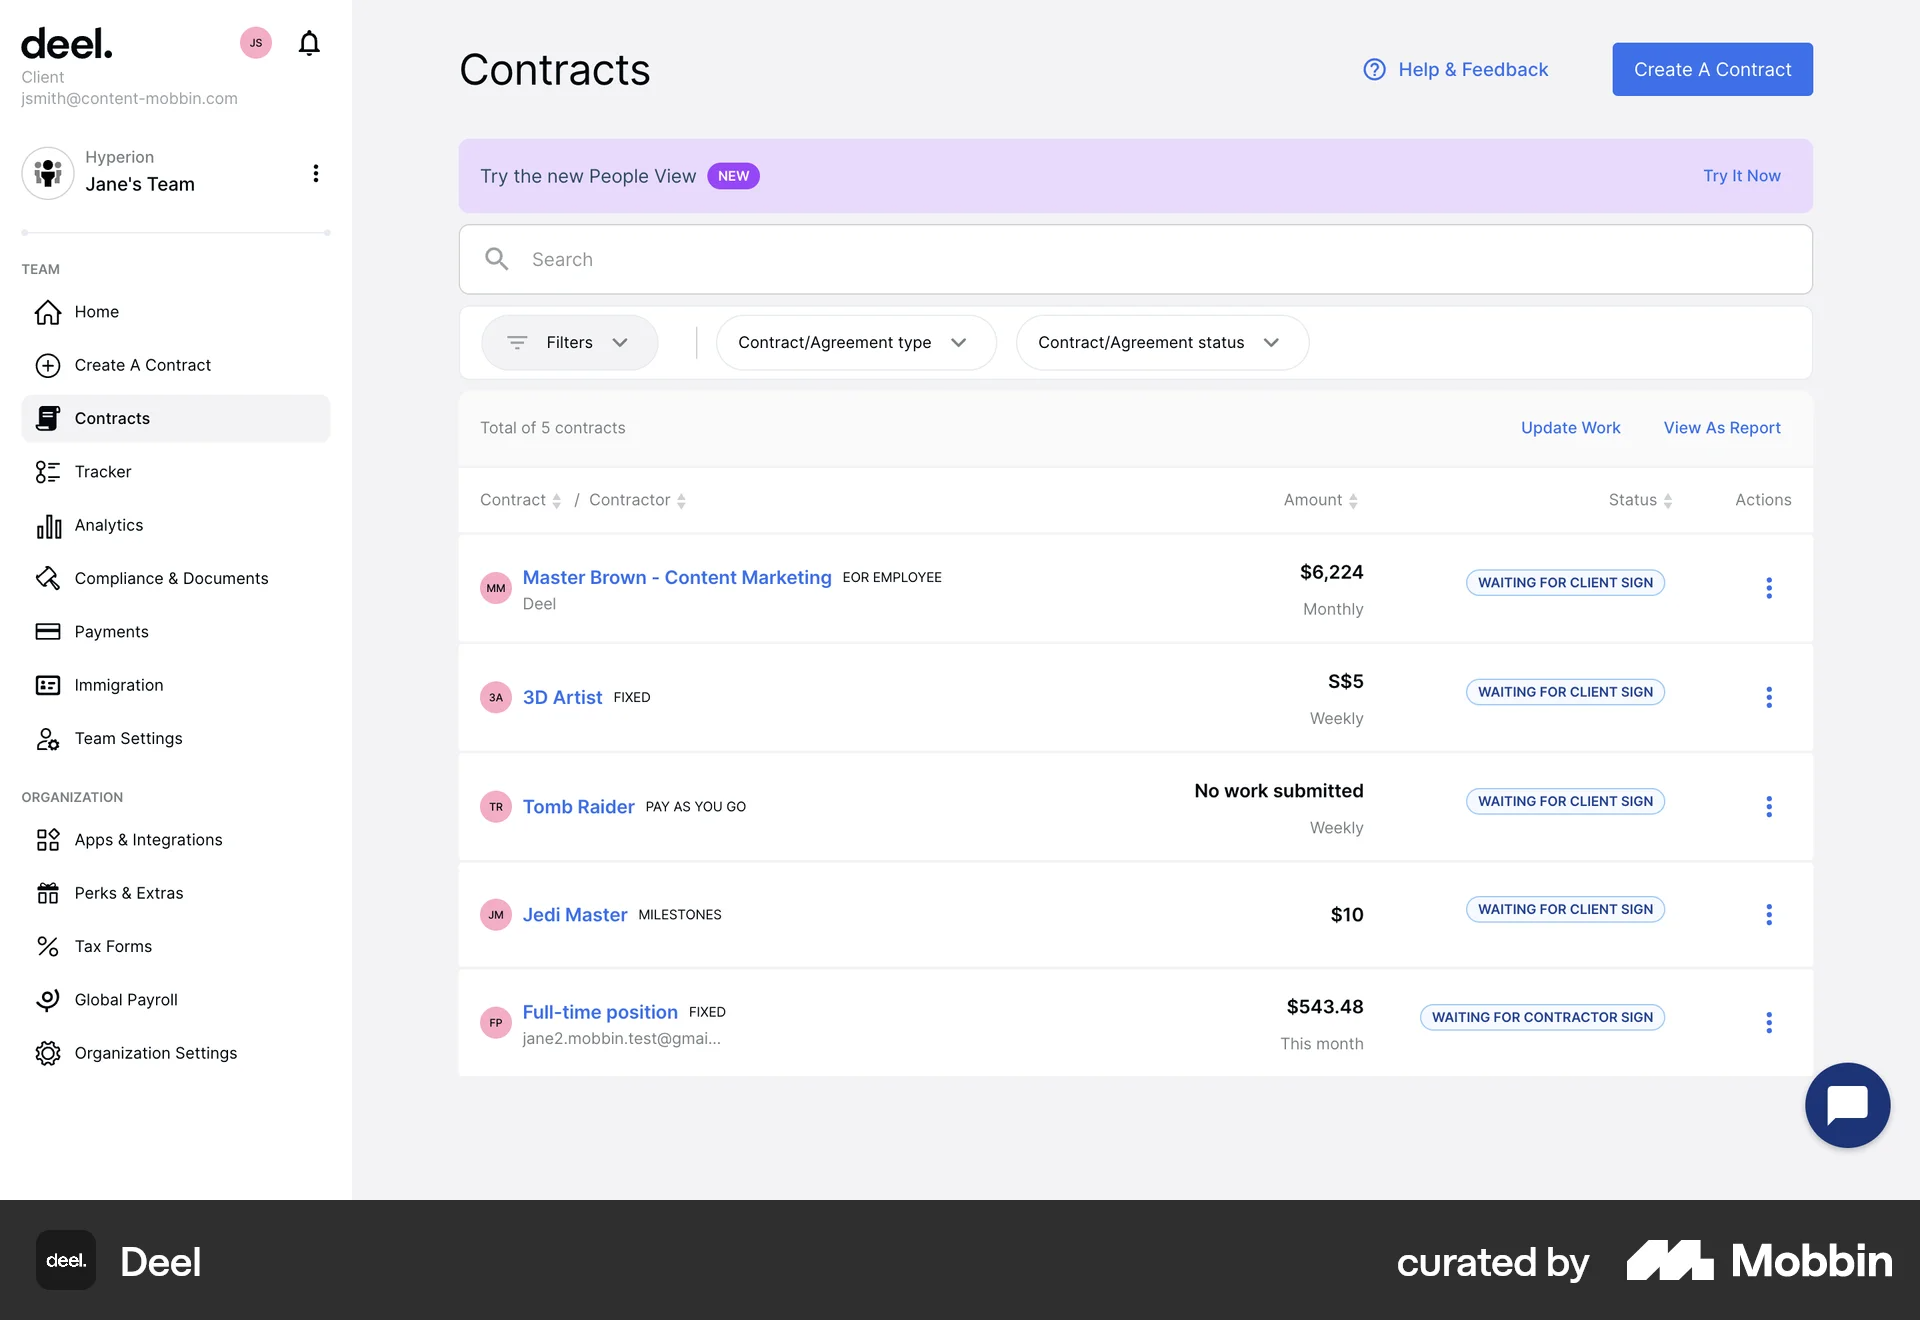 deel.
JS
Client
jsmith@content-mobbin.com
Hyperion
Jane's Team
TEAM
Home
Create A Contract
Contracts
Tracker
Analytics
Compliance & Documents
Payments
Immigration
Team Settings
ORGANIZATION
Apps & Integrations
Perks & Extras
Tax Forms
Global Payroll
Organization Settings
Contracts
Help & Feedback
Create A Contract
Try the new People View NEW
Try It Now
Search
Filters
Contract/Agreement type
Contract/Agreement status
Total of 5 contracts
Update Work
View As Report
Contract / Contractor
Amount
Status
Actions
MM
Master Brown - Content Marketing EOR EMPLOYEE
Deel
$6,224
Monthly
WAITING FOR CLIENT SIGN
3A
3D Artist FIXED
S$5
Weekly
WAITING FOR CLIENT SIGN
TR
Tomb Raider PAY AS YOU GO
No work submitted
Weekly
WAITING FOR CLIENT SIGN
JM
Jedi Master MILESTONES
$10
WAITING FOR CLIENT SIGN
FP
Full-time position FIXED
jane2.mobbin.test@gmai...
$543.48
This month
WAITING FOR CONTRACTOR SIGN
deel.
Deel
curated by
Mobbin